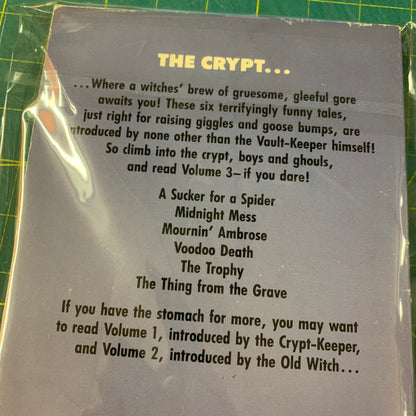 THE CRYPT...
...Where a witches' brew of gruesome, gleeful gore
awaits you! These six terrifyingly funny tales,
just right for raising giggles and goose bumps, are
ntroduced by none other than the Vault-Keeper himself!
So climb into the crypt, boys and ghouls,
and read Volume 3–if you dare!
A Sucker for a Spider
Midnight Mess
Mournin' Ambrose
Voodoo Death
The Trophy
The Thing from the Grave
If you have the stomach for more, you may want
to read Volume 1, introduced by the Crypt-Keeper,
and Volume 2, introduced by the Old Witch...